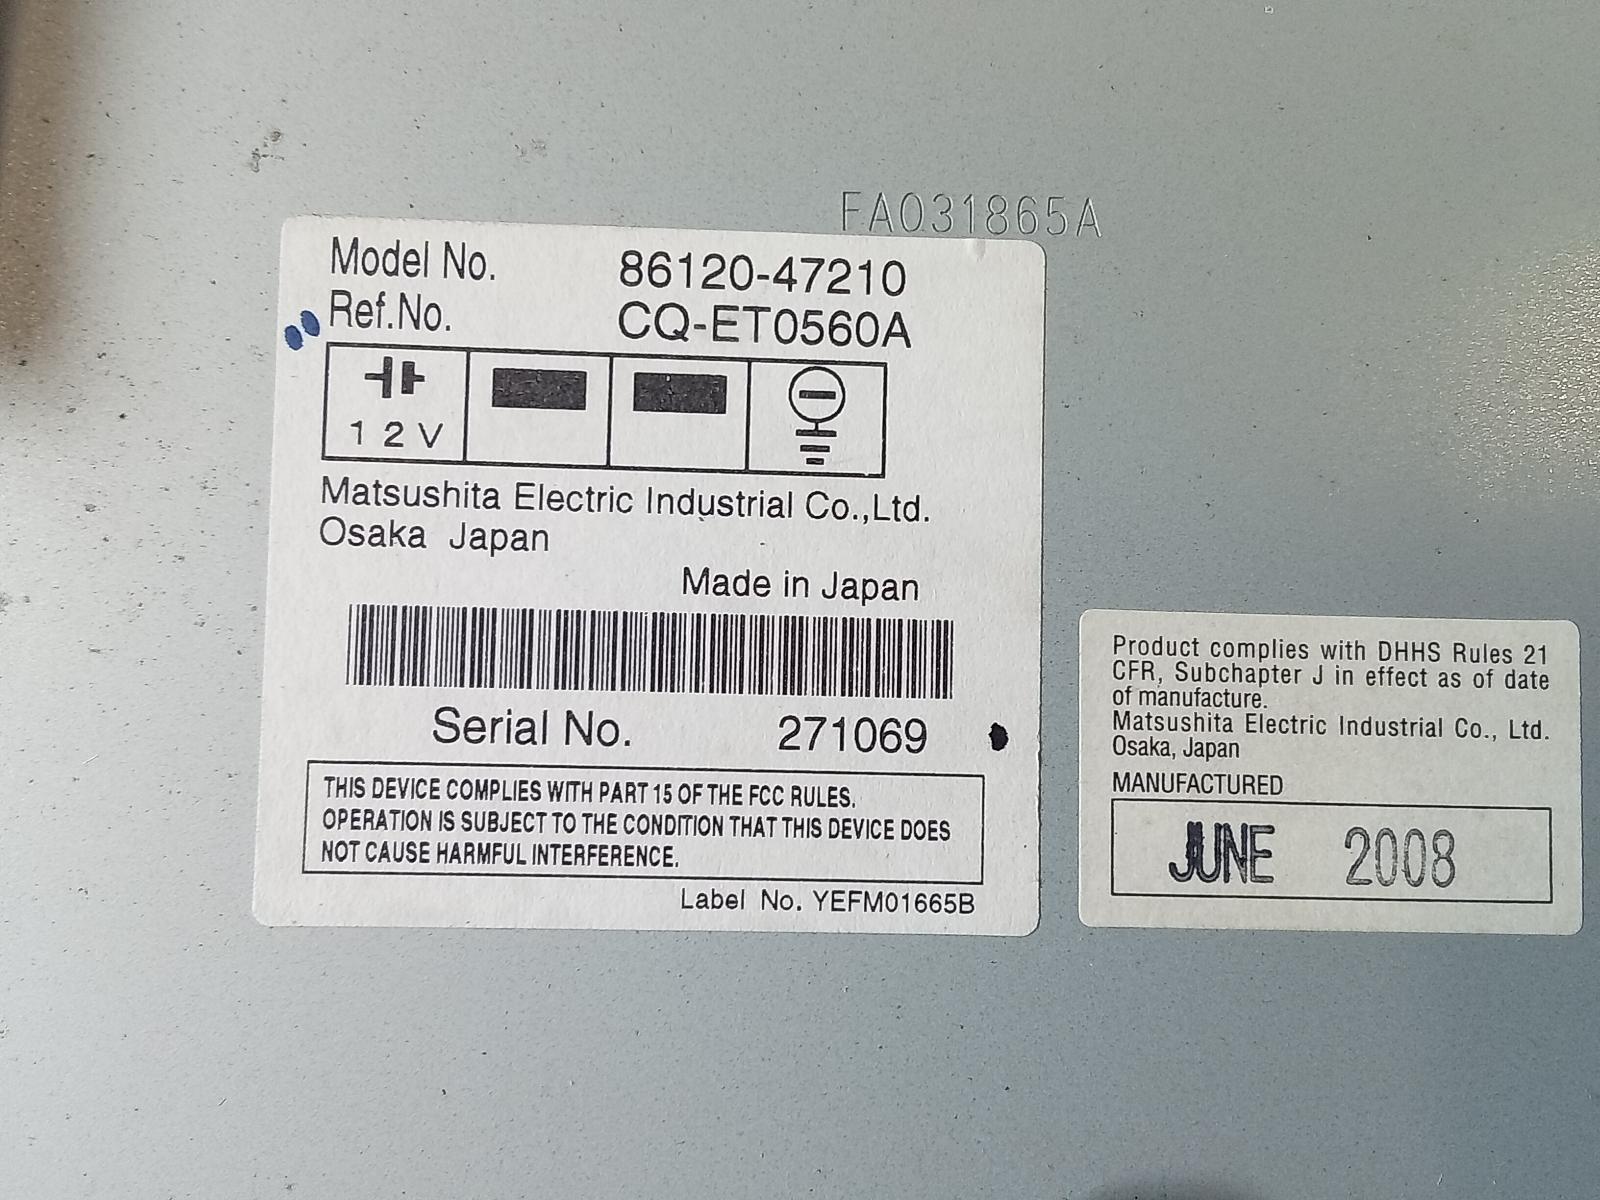 FA031865A
Model No. 86120-47210
Ref.No. CQ-ET0560A
12V
Matsushita Electric Industrial Co.,Ltd.
Osaka Japan
Made in Japan
Serial No. 271069
THIS DEVICE COMPLIES WITH PART 15 OF THE FCC RULES.
OPERATION IS SUBJECT TO THE CONDITION THAT THIS DEVICE DOES
NOT CAUSE HARMFUL INTERFERENCE.
Label No. YEFM01665B
Product complies with DHHS Rules 21
CFR, Subchapter J in effect as of date
of manufacture.
Matsushita Electric Industrial Co., Ltd.
Osaka, Japan
MANUFACTURED
JUNE 2008